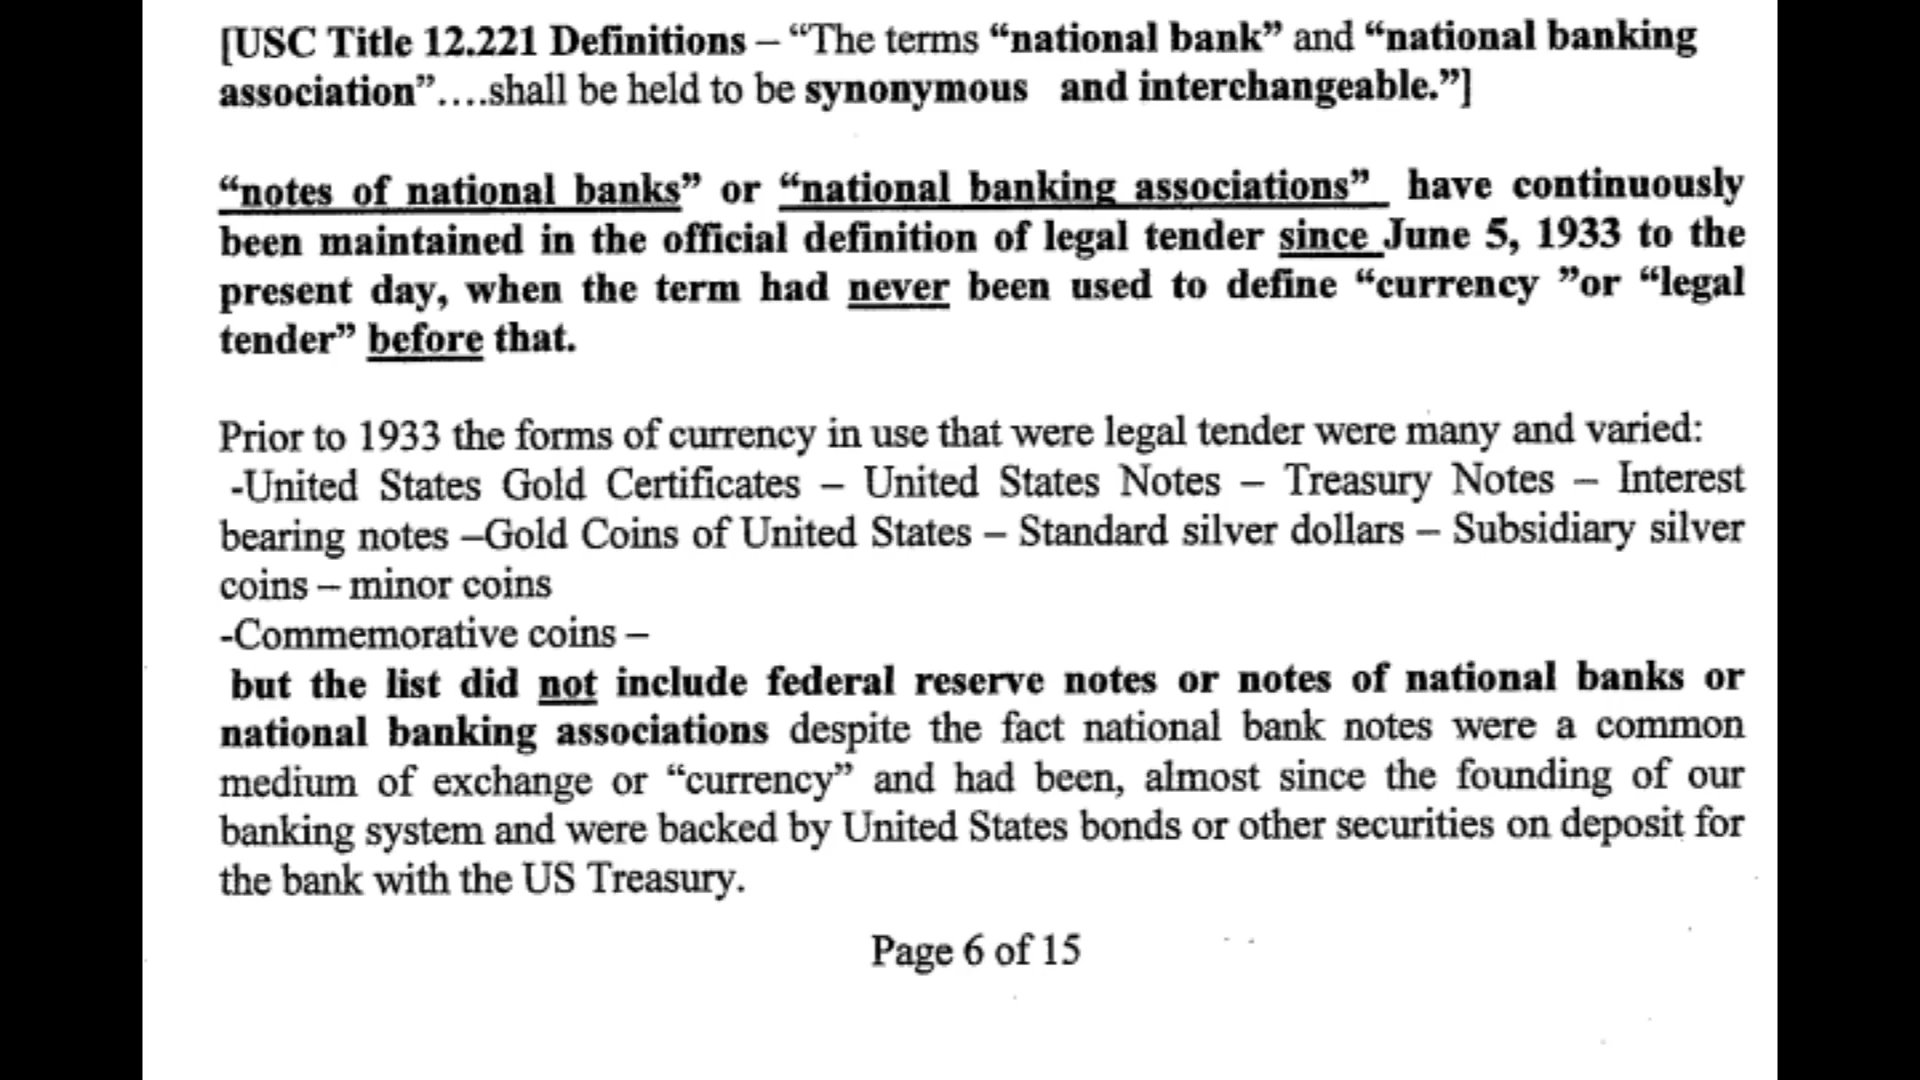 [USC Title 12.221 Definitions – “The terms “national bank” and “national banking
association”….shall be held to be synonymous and interchangeable.”]
“notes of national banks” or “national banking associations” have continuously
been maintained in the official definition of legal tender since June 5, 1933 to the
present day, when the term had never been used to define “currency ”or “legal
tender” before that.
Prior to 1933 the forms of currency in use that were legal tender were many and varied:
-United States Gold Certificates – United States Notes – Treasury Notes – Interest
bearing notes –Gold Coins of United States – Standard silver dollars – Subsidiary silver
coins – minor coins
-Commemorative coins –
but the list did not include federal reserve notes or notes of national banks or
national banking associations despite the fact national bank notes were a common
medium of exchange or “currency” and had been, almost since the founding of our
banking system and were backed by United States bonds or other securities on deposit for
the bank with the US Treasury.
Page 6 of 15